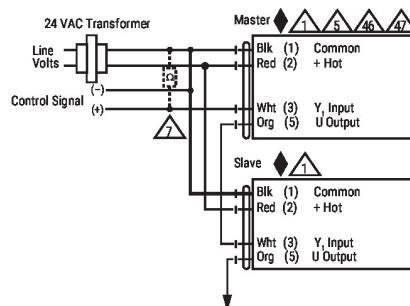 24 VAC Transformer
Line
Volts
(–)
Control Signal (+)
7
Master 1 5 46 47
Blk (1) Common
Red (2) + Hot
Wht (3) Y₁ Input
Org (5) U Output
Slave 1
Blk (1) Common
Red (2) + Hot
Wht (3) Y₁ Input
Org (5) U Output